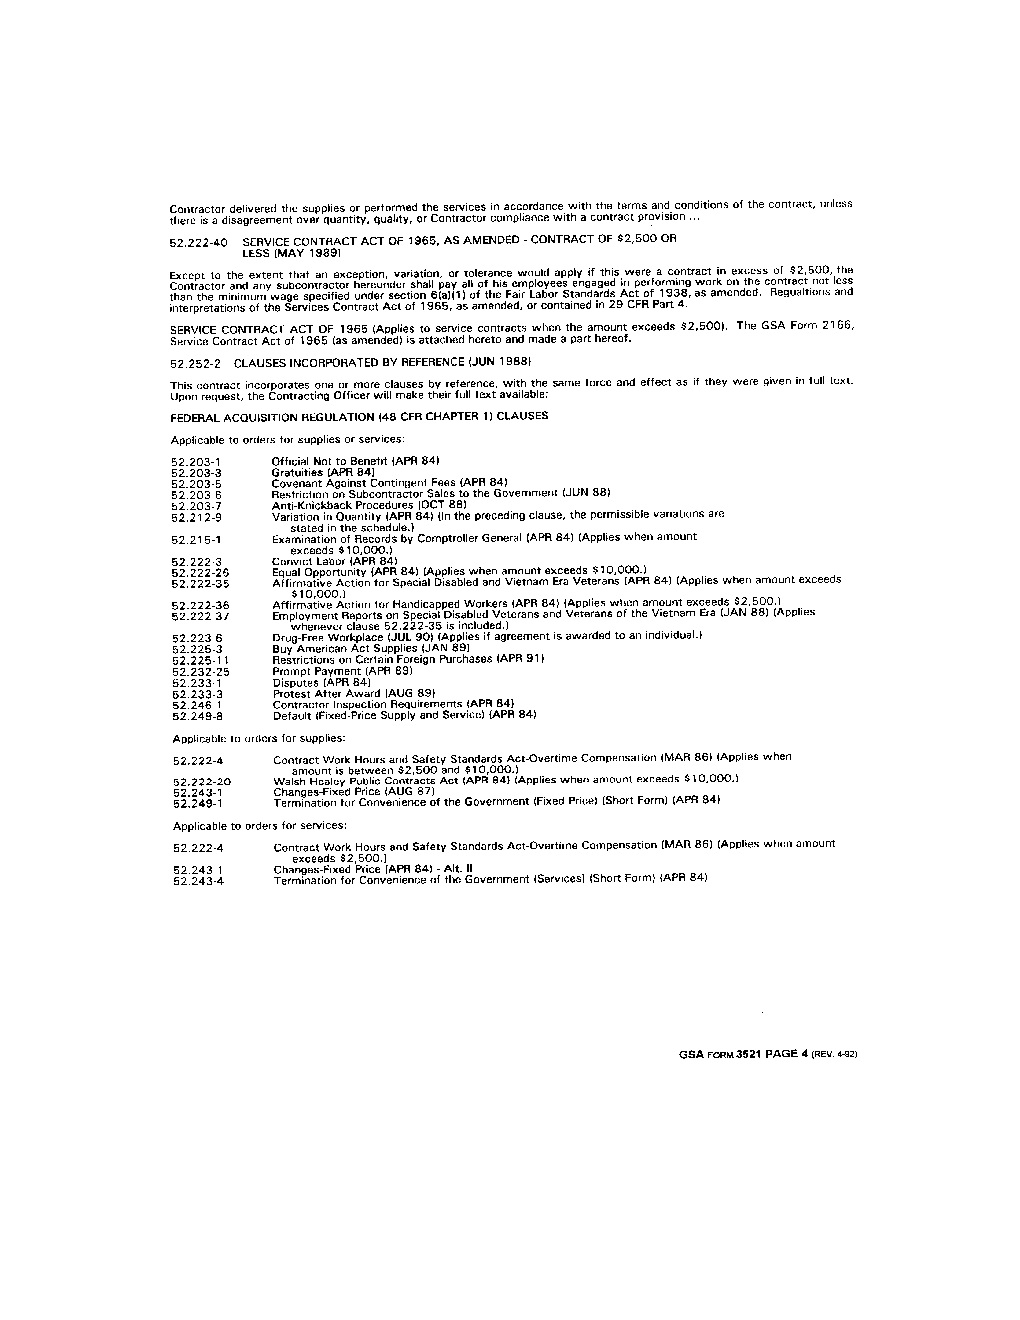 Contractor delivered the supplies or performed the services in accordance with the terms and conditions of the contract, unless
there is a disagreement over quantity, quality, or Contractor compliance with a contract provision ...
52.222-40 SERVICE CONTRACT ACT OF 1965, AS AMENDED - CONTRACT OF $2,500 OR
LESS (MAY 1989)
Except to the extent that an exception, variation, or tolerance would apply if this were a contract in excess of $2,500, the
Contractor and any subcontractor hereunder shall pay all of his employees engaged in performing work on the contract not less
than the minimum wage specified under section 6(a)(1) of the Fair Labor Standards Act of 1938, as amended. Regualtions and
interpretations of the Services Contract Act of 1965, as amended, or contained in 29 CFR Part 4.
SERVICE CONTRACT ACT OF 1965 (Applies to service contracts when the amount exceeds $2,500). The GSA Form 2166,
Service Contract Act of 1965 (as amended) is attached hereto and made a part hereof.
52.252-2 CLAUSES INCORPORATED BY REFERENCE (JUN 1988)
This contract incorporates one or more clauses by reference, with the same force and effect as if they were given in full text.
Upon request, the Contracting Officer will make their full text available:
FEDERAL ACQUISITION REGULATION (48 CFR CHAPTER 1) CLAUSES
Applicable to orders for supplies or services:
52.203-1 Official Not to Benefit (APR 84)
52.203-3 Gratuities (APR 84)
52.203-5 Covenant Against Contingent Fees (APR 84)
52.203-6 Restriction on Subcontractor Sales to the Government (JUN 88)
52.203-7 Anti-Knickback Procedures (OCT 88)
52.212-9 Variation in Quantity (APR 84) (In the preceding clause, the permissible variations are
stated in the schedule.)
52.215-1 Examination of Records by Comptroller General (APR 84) (Applies when amount
exceeds $10,000.)
52.222-3 Convict Labor (APR 84)
52.222-26 Equal Opportunity (APR 84) (Applies when amount exceeds $10,000.)
52.222-35 Affirmative Action for Special Disabled and Vietnam Era Veterans (APR 84) (Applies when amount exceeds
$10,000.)
52.222-36 Affirmative Action for Handicapped Workers (APR 84) (Applies when amount exceeds $2,500.)
52.222-37 Employment Reports on Special Disabled Veterans and Veterans of the Vietnam Era (JAN 88) (Applies
whenever clause 52.222-35 is included.)
52.223-6 Drug-Free Workplace (JUL 90) (Applies if agreement is awarded to an individual.)
52.225-3 Buy American Act Supplies (JAN 89)
52.225-11 Restrictions on Certain Foreign Purchases (APR 91)
52.232-25 Prompt Payment (APR 89)
52.233-1 Disputes (APR 84)
52.233-3 Protest After Award (AUG 89)
52.246-1 Contractor Inspection Requirements (APR 84)
52.249-8 Default (Fixed-Price Supply and Service) (APR 84)
Applicable to orders for supplies:
52.222-4 Contract Work Hours and Safety Standards Act-Overtime Compensation (MAR 86) (Applies when
amount is between $2,500 and $10,000.)
52.222-20 Walsh Healey Public Contracts Act (APR 84) (Applies when amount exceeds $10,000.)
52.243-1 Changes-Fixed Price (AUG 87)
52.249-1 Termination for Convenience of the Government (Fixed Price) (Short Form) (APR 84)
Applicable to orders for services:
52.222-4 Contract Work Hours and Safety Standards Act-Overtime Compensation (MAR 86) (Applies when amount
exceeds $2,500.)
52.243-1 Changes-Fixed Price (APR 84) - Alt. II
52.243-4 Termination for Convenience of the Government (Services) (Short Form) (APR 84)
GSA FORM 3521 PAGE 4 (REV. 4-92)